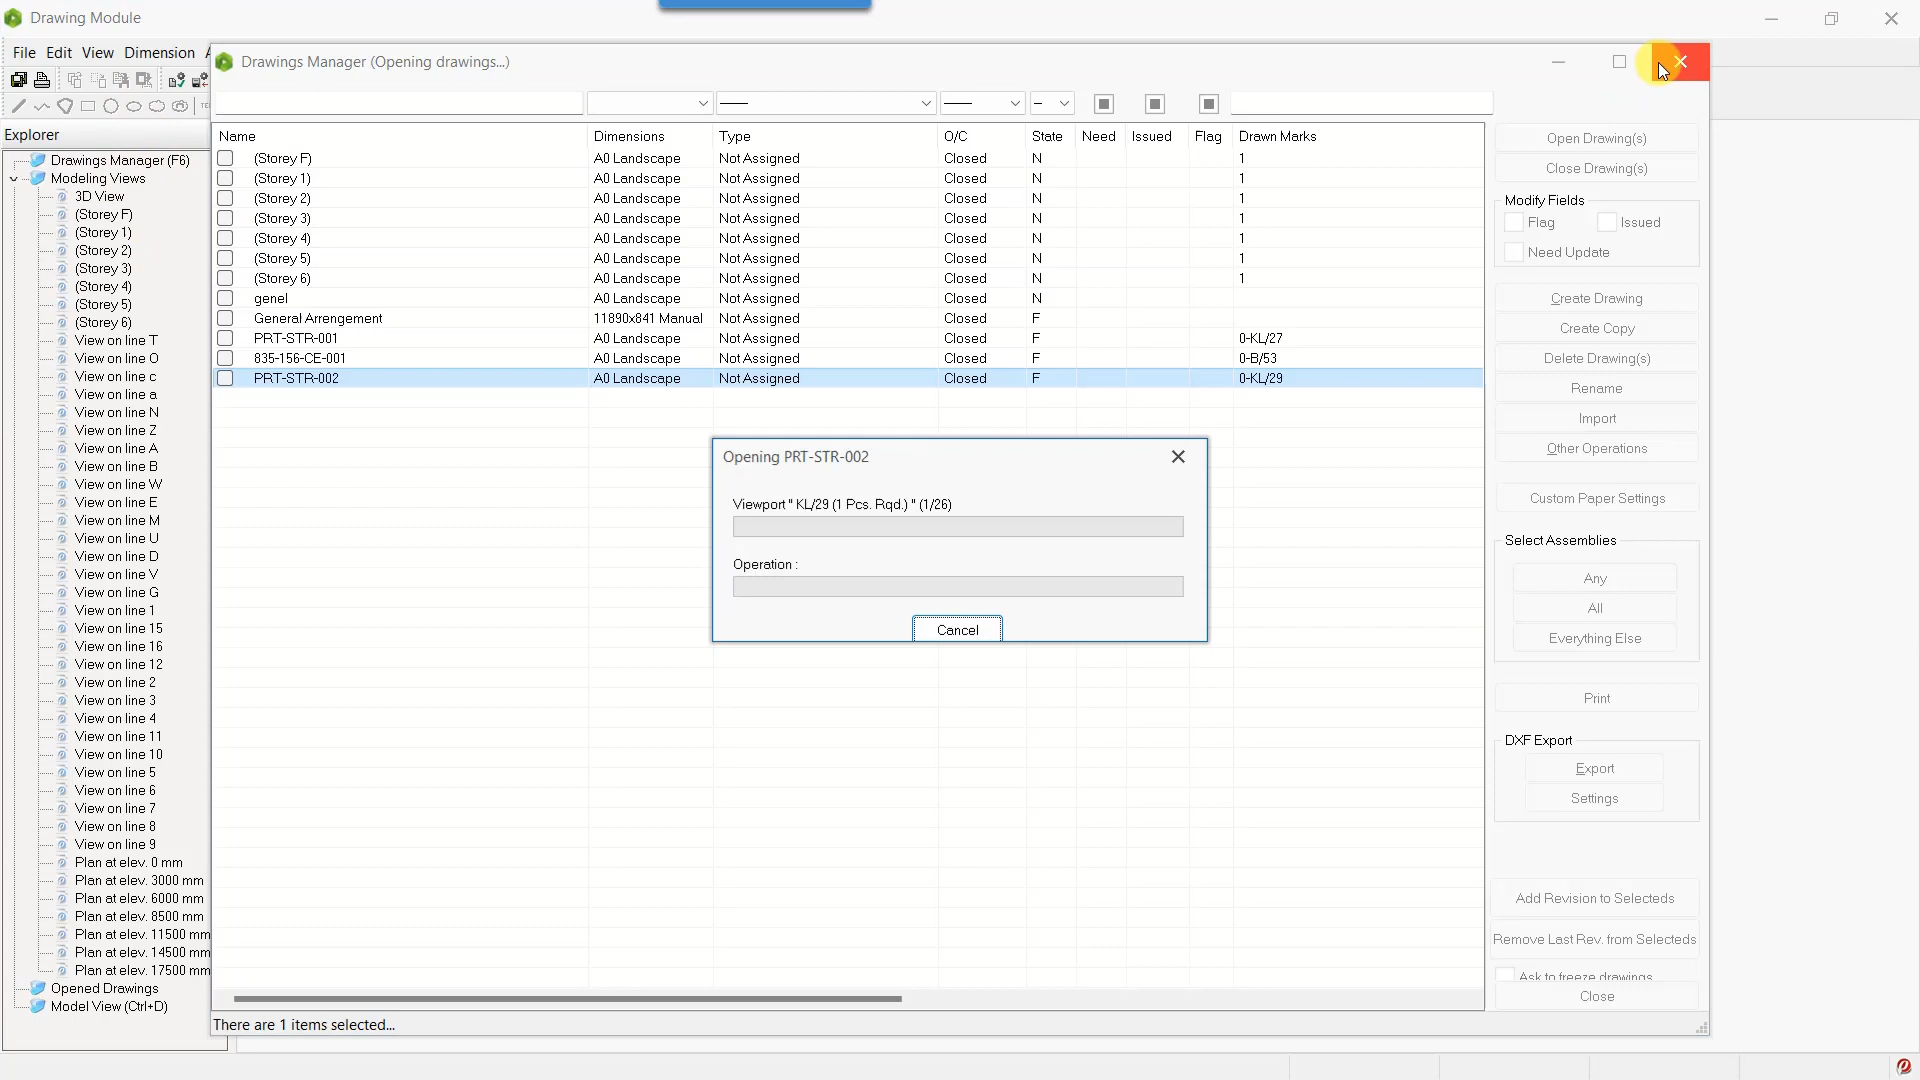 Drawing Module
File Edit View Dimension
Drawings Manager (Opening drawings...)
Explorer
Drawings Manager (F6)
Modeling Views
3D View
(Storey F)
(Storey 1)
(Storey 2)
(Storey 3)
(Storey 4)
(Storey 5)
(Storey 6)
View on line T
View on line O
View on line c
View on line a
View on line N
View on line Z
View on line A
View on line B
View on line W
View on line E
View on line M
View on line U
View on line D
View on line V
View on line G
View on line 1
View on line 15
View on line 16
View on line 12
View on line 2
View on line 3
View on line 4
View on line 11
View on line 10
View on line 5
View on line 6
View on line 7
View on line 8
View on line 9
Plan at elev. 0 mm
Plan at elev. 3000 mm
Plan at elev. 6000 mm
Plan at elev. 8500 mm
Plan at elev. 11500 mm
Plan at elev. 14500 mm
Plan at elev. 17500 mm
Opened Drawings
Model View (Ctrl+D)
Name Dimensions Type O/C State Need Issued Flag Drawn Marks
(Storey F) A0 Landscape Not Assigned Closed N 1
(Storey 1) A0 Landscape Not Assigned Closed N 1
(Storey 2) A0 Landscape Not Assigned Closed N 1
(Storey 3) A0 Landscape Not Assigned Closed N 1
(Storey 4) A0 Landscape Not Assigned Closed N 1
(Storey 5) A0 Landscape Not Assigned Closed N 1
(Storey 6) A0 Landscape Not Assigned Closed N 1
genel A0 Landscape Not Assigned Closed N
General Arrengement 11890x841 Manual Not Assigned Closed F
PRT-STR-001 A0 Landscape Not Assigned Closed F 0-KL/27
835-156-CE-001 A0 Landscape Not Assigned Closed F 0-B/53
PRT-STR-002 A0 Landscape Not Assigned Closed F 0-KL/29
Opening PRT-STR-002
Viewport " KL/29 (1 Pcs. Rqd.) " (1/26)
Operation :
Cancel
Open Drawing(s)
Close Drawing(s)
Modify Fields
Flag Issued
Need Update
Create Drawing
Create Copy
Delete Drawing(s)
Rename
Import
Other Operations
Custom Paper Settings
Select Assemblies
Any
All
Everything Else
Print
DXF Export
Export
Settings
Add Revision to Selecteds
Remove Last Rev. from Selecteds
Ask to freeze drawings
Close
There are 1 items selected...